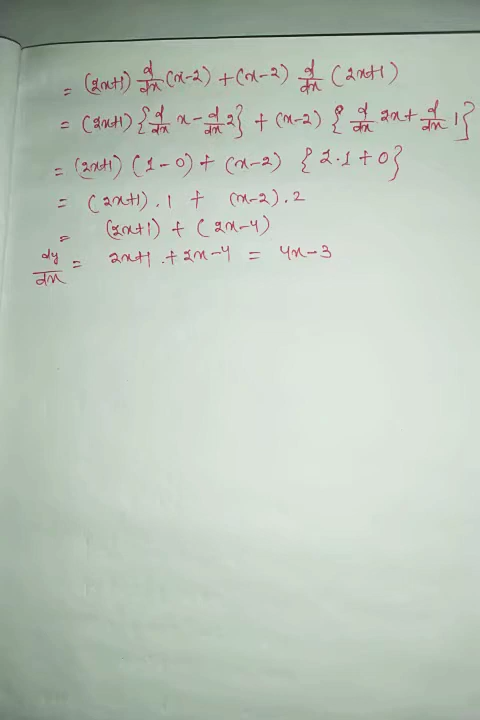 = (2x+1) d/dx (x-2) + (x-2) d/dx (2x+1)
= (2x+1) {d/dx x - d/dx 2} + (x-2) { d/dx 2x + d/dx 1}
= (2x+1) (1-0) + (x-2) {2.1+0}
= (2x+1).1 + (x-2).2
= (2x+1) + (2x-4)
dy/dx = 2x+1 + 2x-4 = 4x-3